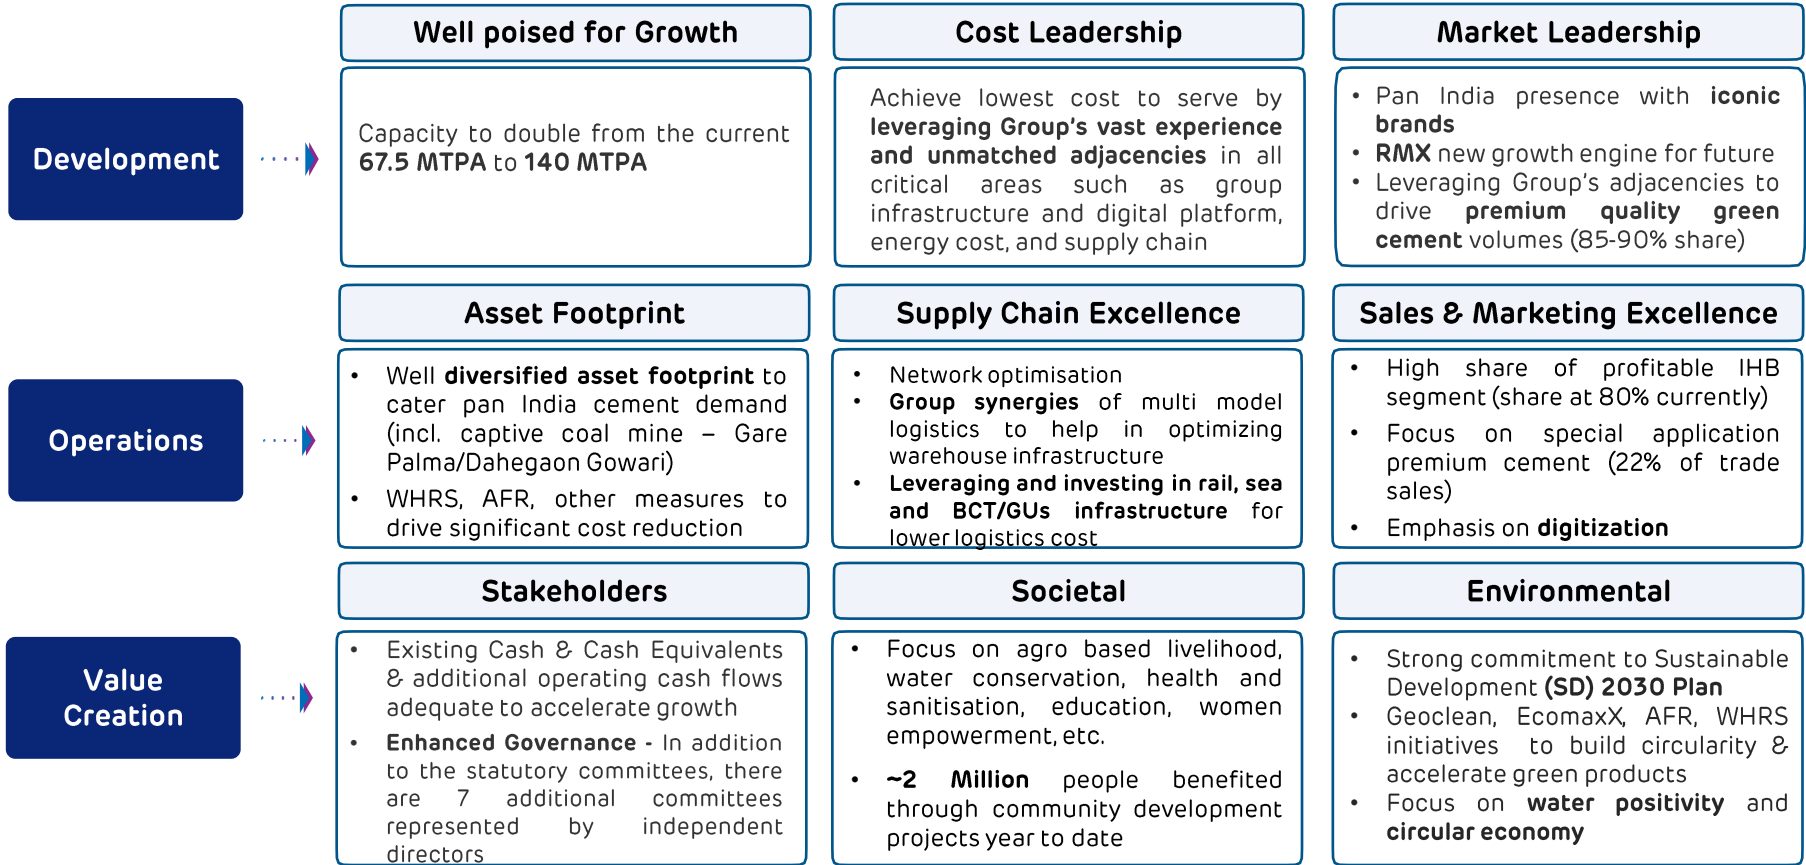 Well poised for Growth
Cost Leadership
Market Leadership
Development
Capacity to double from the current
67.5 MTPA to 140 MTPA
Achieve lowest cost to serve by
leveraging Group's vast experience
and unmatched adjacencies in all
critical areas such as group
infrastructure and digital platform,
energy cost, and supply chain
• Pan India presence with iconic
brands
• RMX new growth engine for future
• Leveraging Group's adjacencies to
drive premium quality green
cement volumes (85-90% share)
Asset Footprint
Supply Chain Excellence
Sales & Marketing Excellence
Operations
• Well diversified asset footprint to
cater pan India cement demand
(incl. captive coal mine – Gare
Palma/Dahegaon Gowari)
• WHRS, AFR, other measures to
drive significant cost reduction
• Network optimisation
• Group synergies of multi model
logistics to help in optimizing
warehouse infrastructure
• Leveraging and investing in rail, sea
and BCT/GUs infrastructure for
lower logistics cost
• High share of profitable IHB
segment (share at 80% currently)
• Focus on special application
premium cement (22% of trade
sales)
• Emphasis on digitization
Stakeholders
Societal
Environmental
Value
Creation
• Existing Cash & Cash Equivalents
& additional operating cash flows
adequate to accelerate growth
• Enhanced Governance - In addition
to the statutory committees, there
are 7 additional committees
represented by independent
directors
• Focus on agro based livelihood,
water conservation, health and
sanitisation, education, women
empowerment, etc.
• ~2 Million people benefited
through community development
projects year to date
• Strong commitment to Sustainable
Development (SD) 2030 Plan
• Geoclean, EcomaxX, AFR, WHRS
initiatives to build circularity &
accelerate green products
• Focus on water positivity and
circular economy